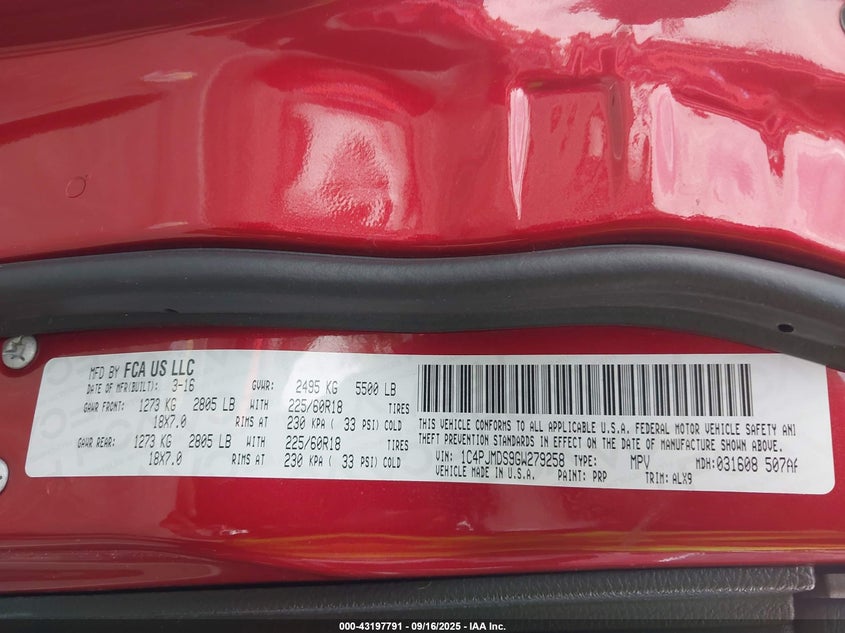 MFD BY FCA US LLC
DATE OF MFR(BUILT): 3-16 GVWR: 2495 KG 5500 LB
GAWR FRONT: 1273 KG 2805 LB WITH 225/60R18 TIRES
18X7.0 RIMS AT 230 KPA ( 33 PSI) COLD
GAWR REAR: 1273 KG 2805 LB WITH 225/60R18 TIRES
18X7.0 RIMS AT 230 KPA ( 33 PSI) COLD
THIS VEHICLE CONFORMS TO ALL APPLICABLE U.S.A. FEDERAL MOTOR VEHICLE SAFETY AND
THEFT PREVENTION STANDARDS IN EFFECT ON THE DATE OF MANUFACTURE SHOWN ABOVE.
VIN: 1C4PJMDS9GW279258 TYPE: MPV MDH:031608 507AA
VEHICLE MADE IN U.S.A. PAINT: PRP TRIM: ALX9
000-43197791 - 09/16/2025 - IAA Inc.